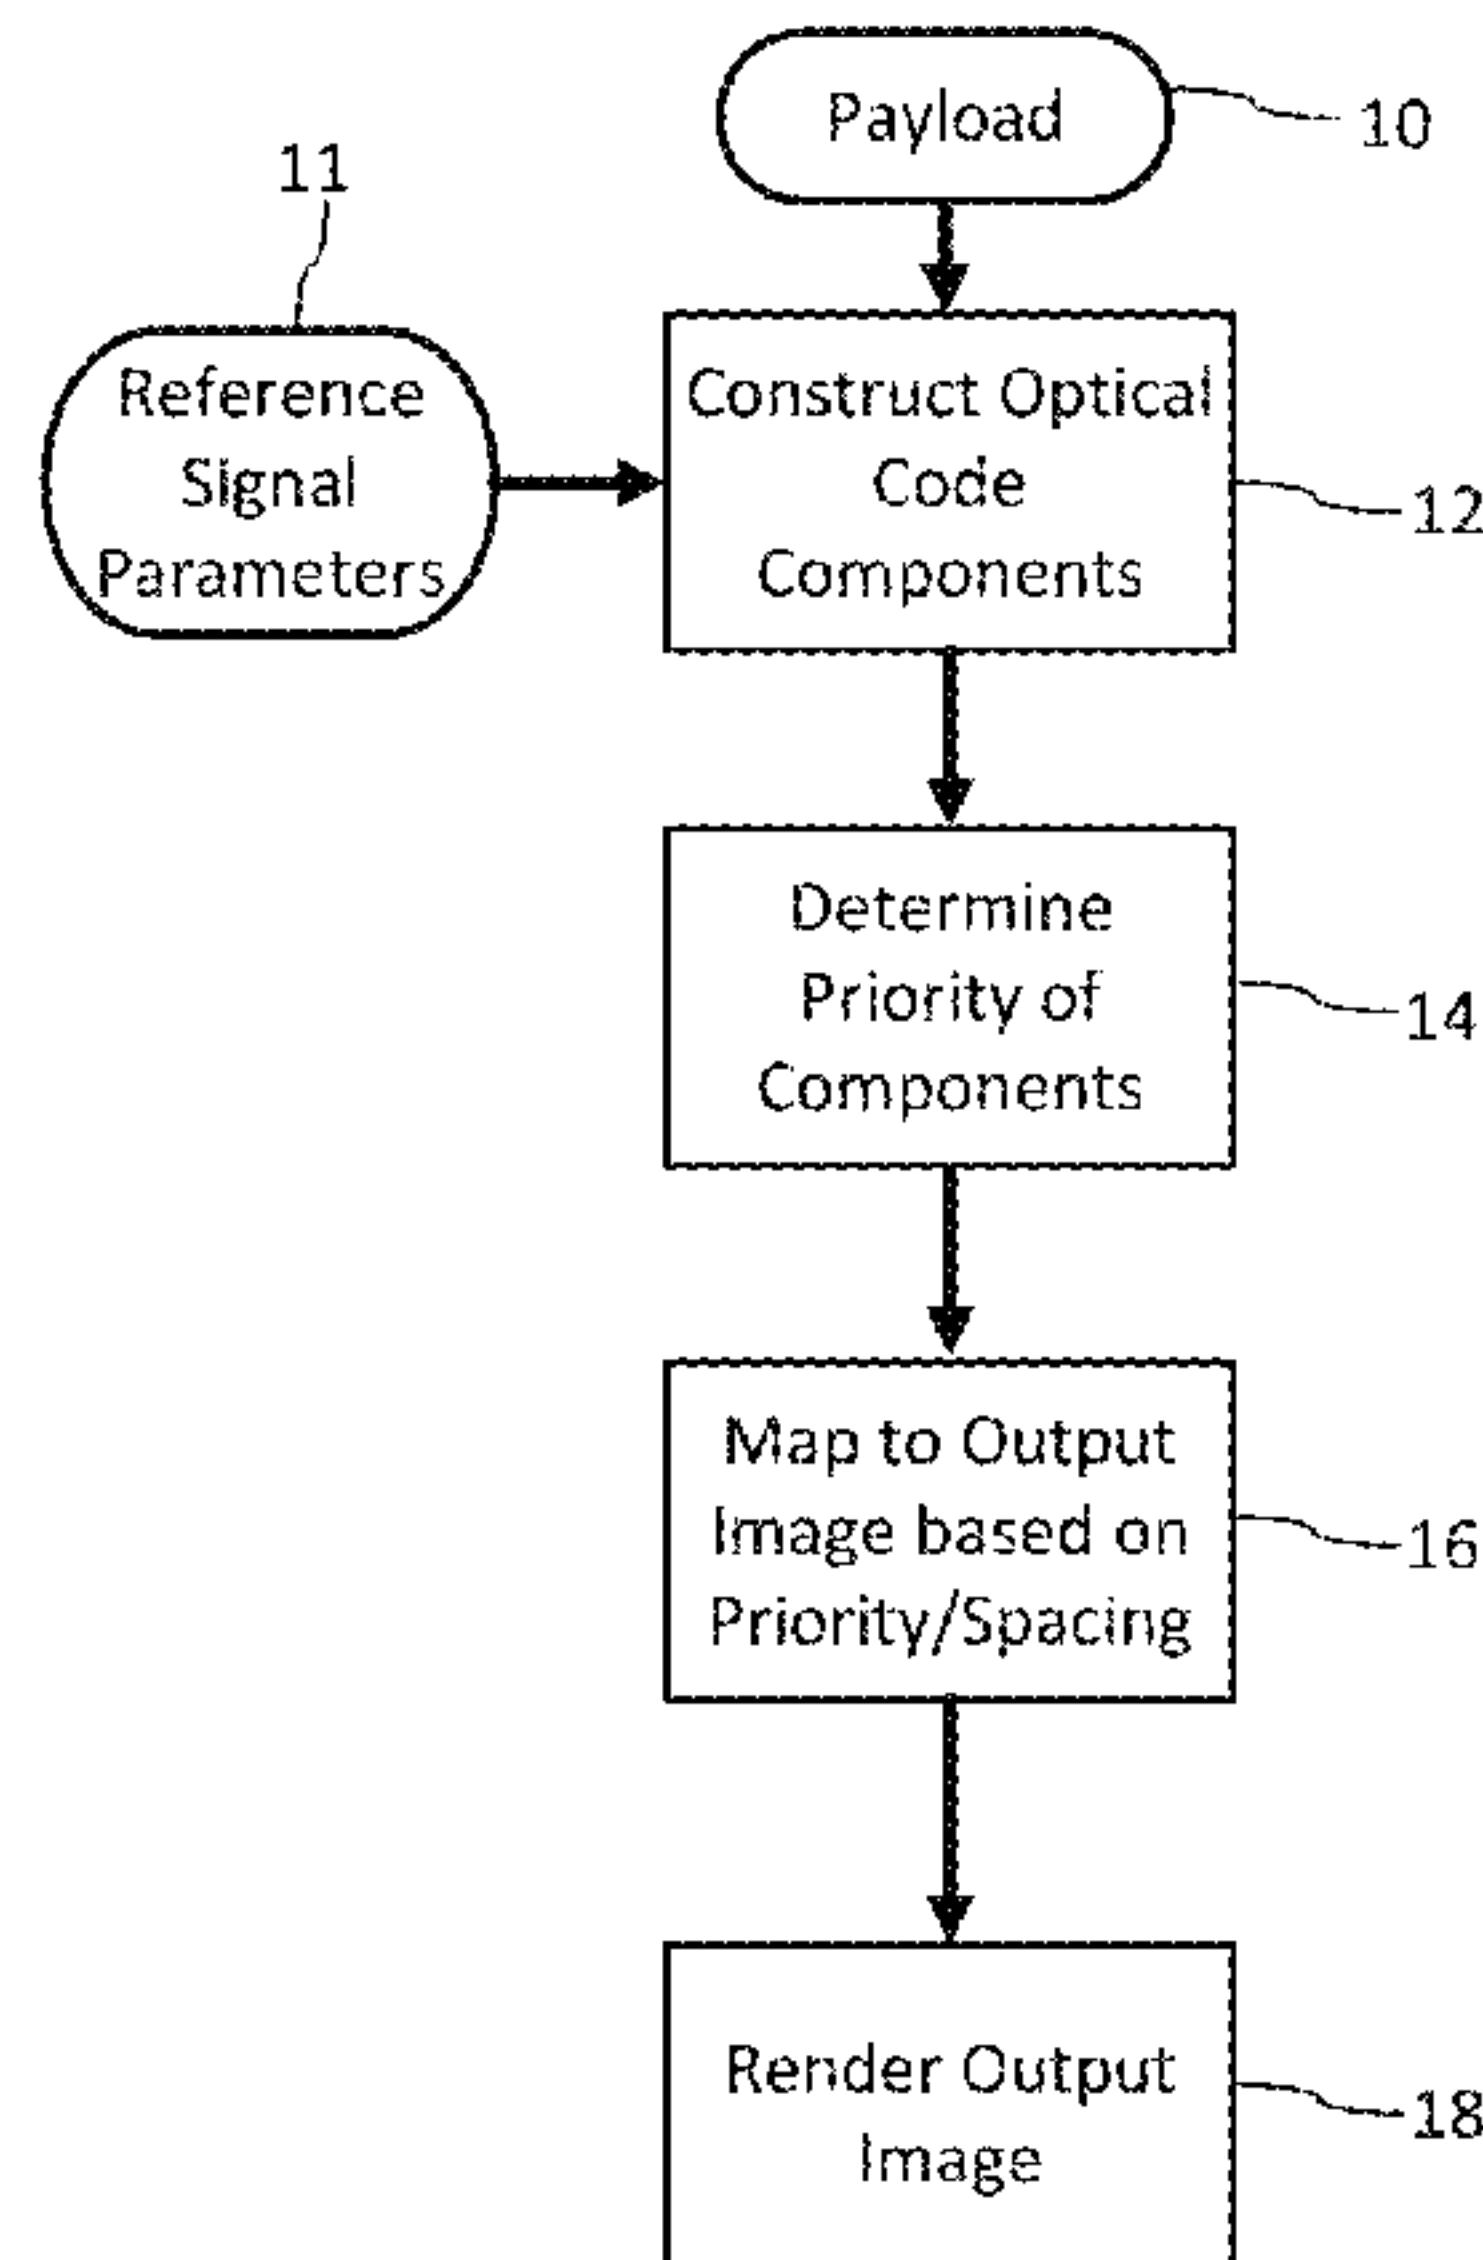 Payload
10
11
Reference
Signal
Parameters
Construct Optical
Code
Components
12
Determine
Priority of
Components
14
Map to Output
Image based on
Priority/Spacing
16
Render Output
Image
18